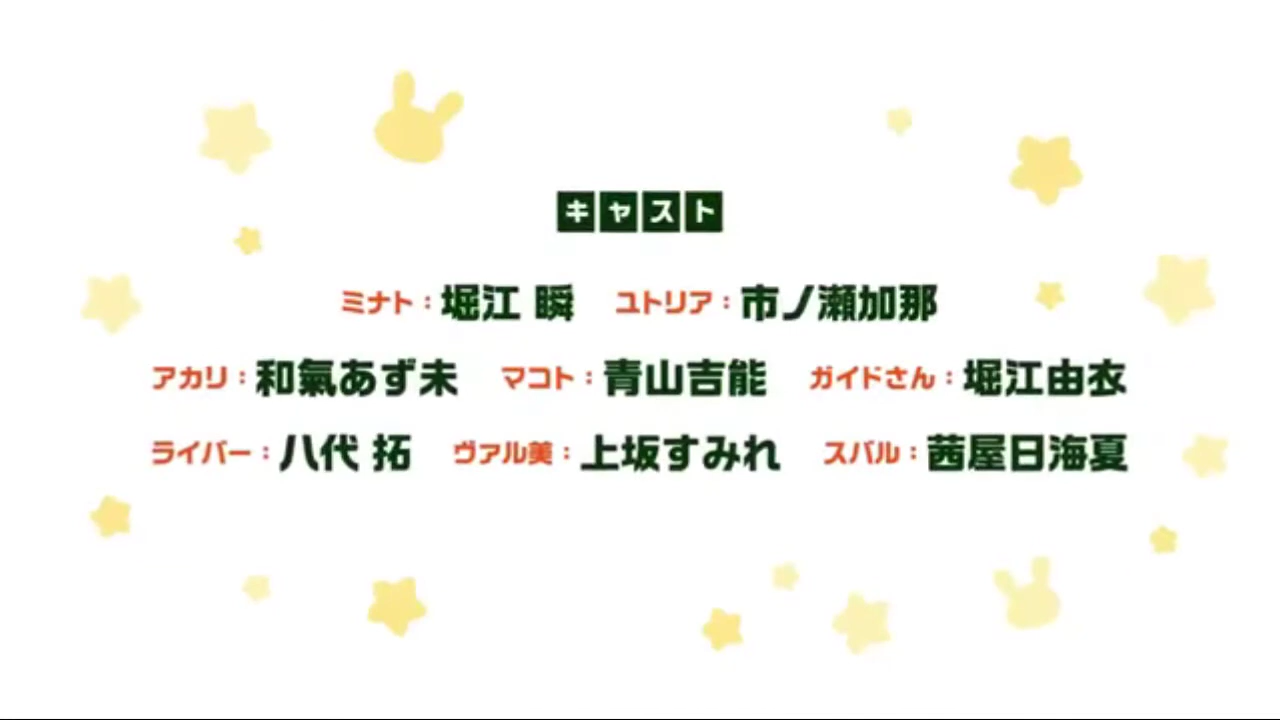 キャスト
ミナト：堀江 瞬　ユトリア：市ノ瀬加那
アカリ：和氣あず未　マコト：青山吉能　ガイドさん：堀江由衣
ライバー：八代 拓　ヴァル美：上坂すみれ　スバル：茜屋日海夏